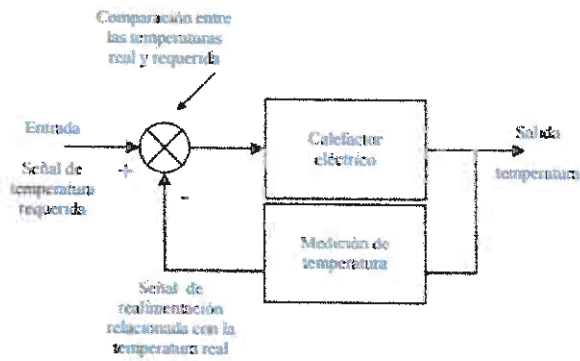 Comparación entre
las temperaturas
real y requerida
Entrada
+
Señal de
temperatura
requerida
-
Calefactor
eléctrico
Salida
temperatura
Medición de
temperatura
Señal de
realimentación
relacionada con la
temperatura real